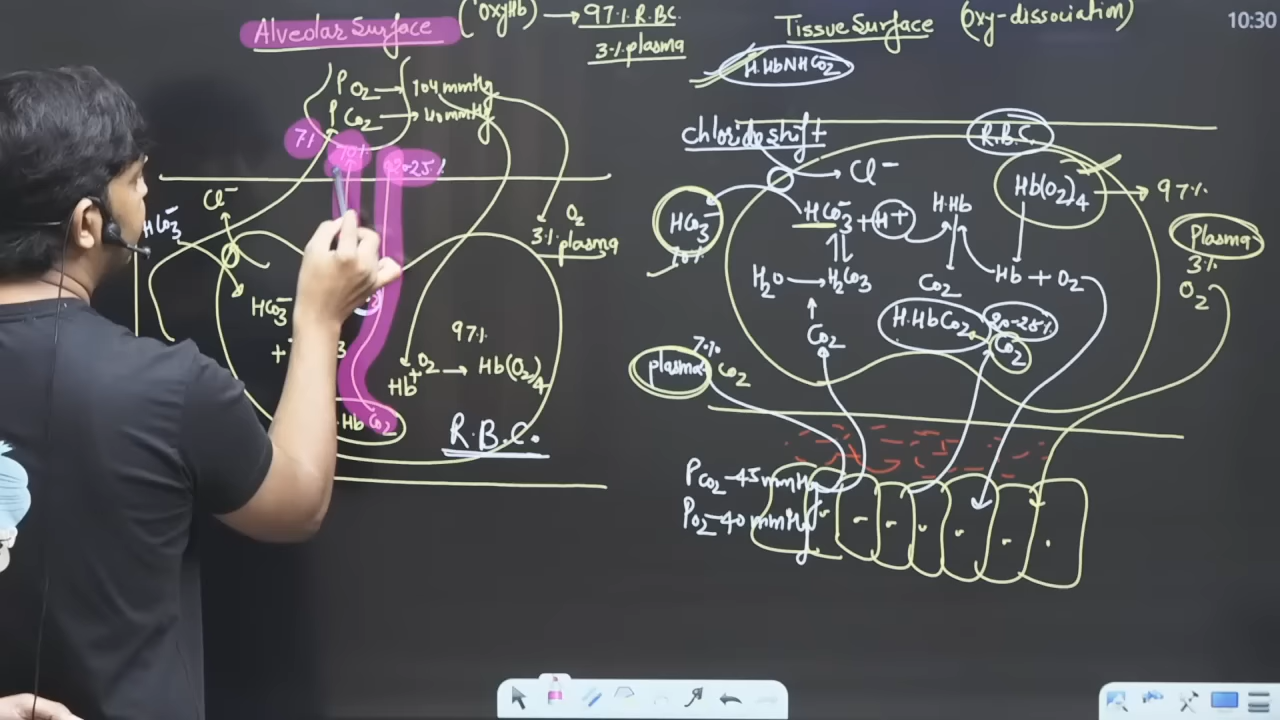 Alveolar Surface
(OxyHb) → 97% R.B.C.
3% plasma
PO2 → 104 mmHg
PCO2 → 40 mmHg
7%
70%
20-25%
Cl-
HCO3-
O2
3% plasma
HCO3-
+
97%
Hb + O2 → Hb(O2)4
HbCO2
R.B.C.
Tissue Surface (Oxy-dissociation)
10:30
H.HbNHCO2
Chloride shift
R.B.C.
Cl-
Hb(O2)4 → 97%
HCO3-
70%
HCO3- + H+
H.Hb
Plasma
3%
O2
H2O → H2CO3
CO2
Hb + O2
H.HbCO2
20-25%
CO2
CO2
plasma
7%
CO2
PCO2 - 45 mmHg
PO2 - 40 mmHg